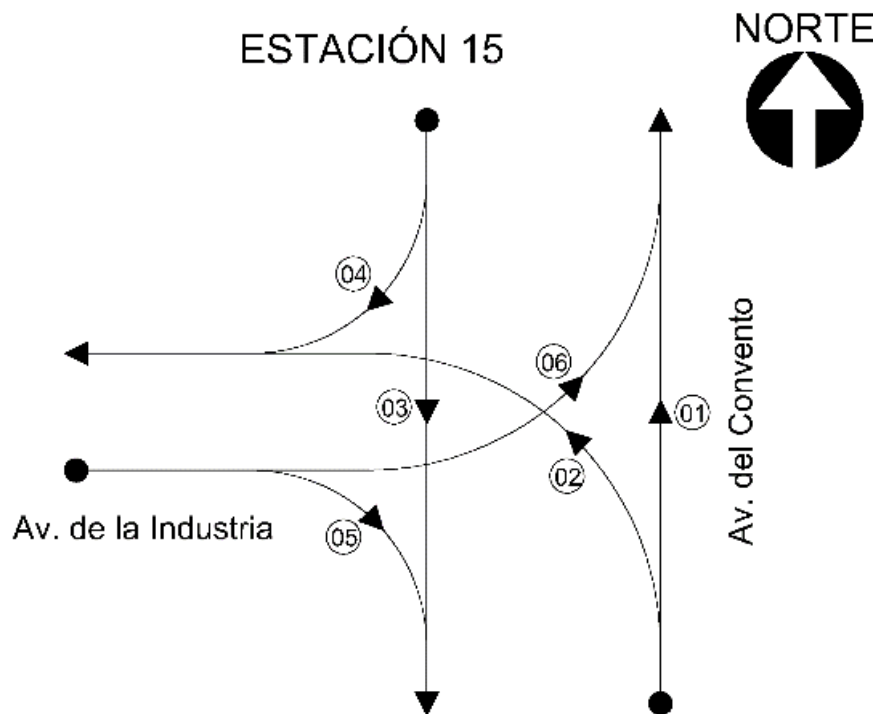 ESTACIÓN 15
NORTE
04
06
03
01
02
05
Av. de la Industria
Av. del Convento